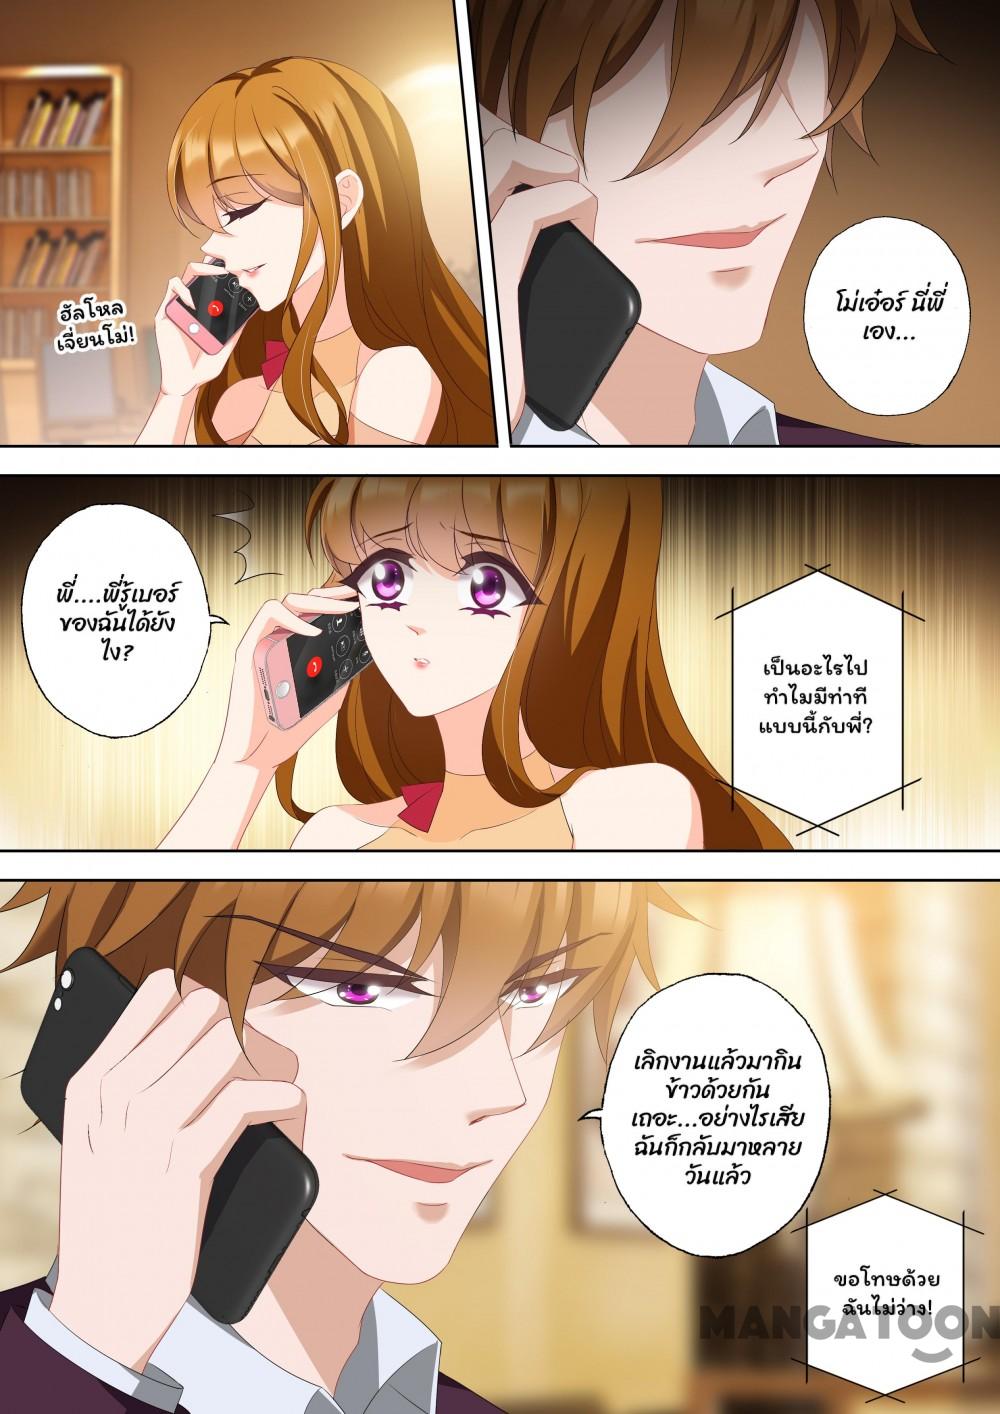 ฮัลโหล
เจี่ยนโม่!
โม่เอ๋อร์ นี่พี่
เอง...
พี่....พี่รู้เบอร์
ของฉันได้ยัง
ไง?
เป็นอะไรไป
ทำไมมีท่าที
แบบนี้กับพี่?
เลิกงานแล้วมากิน
ข้าวด้วยกัน
เถอะ...อย่างไรเสีย
ฉันก็กลับมาหลาย
วันแล้ว
ขอโทษด้วย
ฉันไม่ว่าง!
MANGATOON